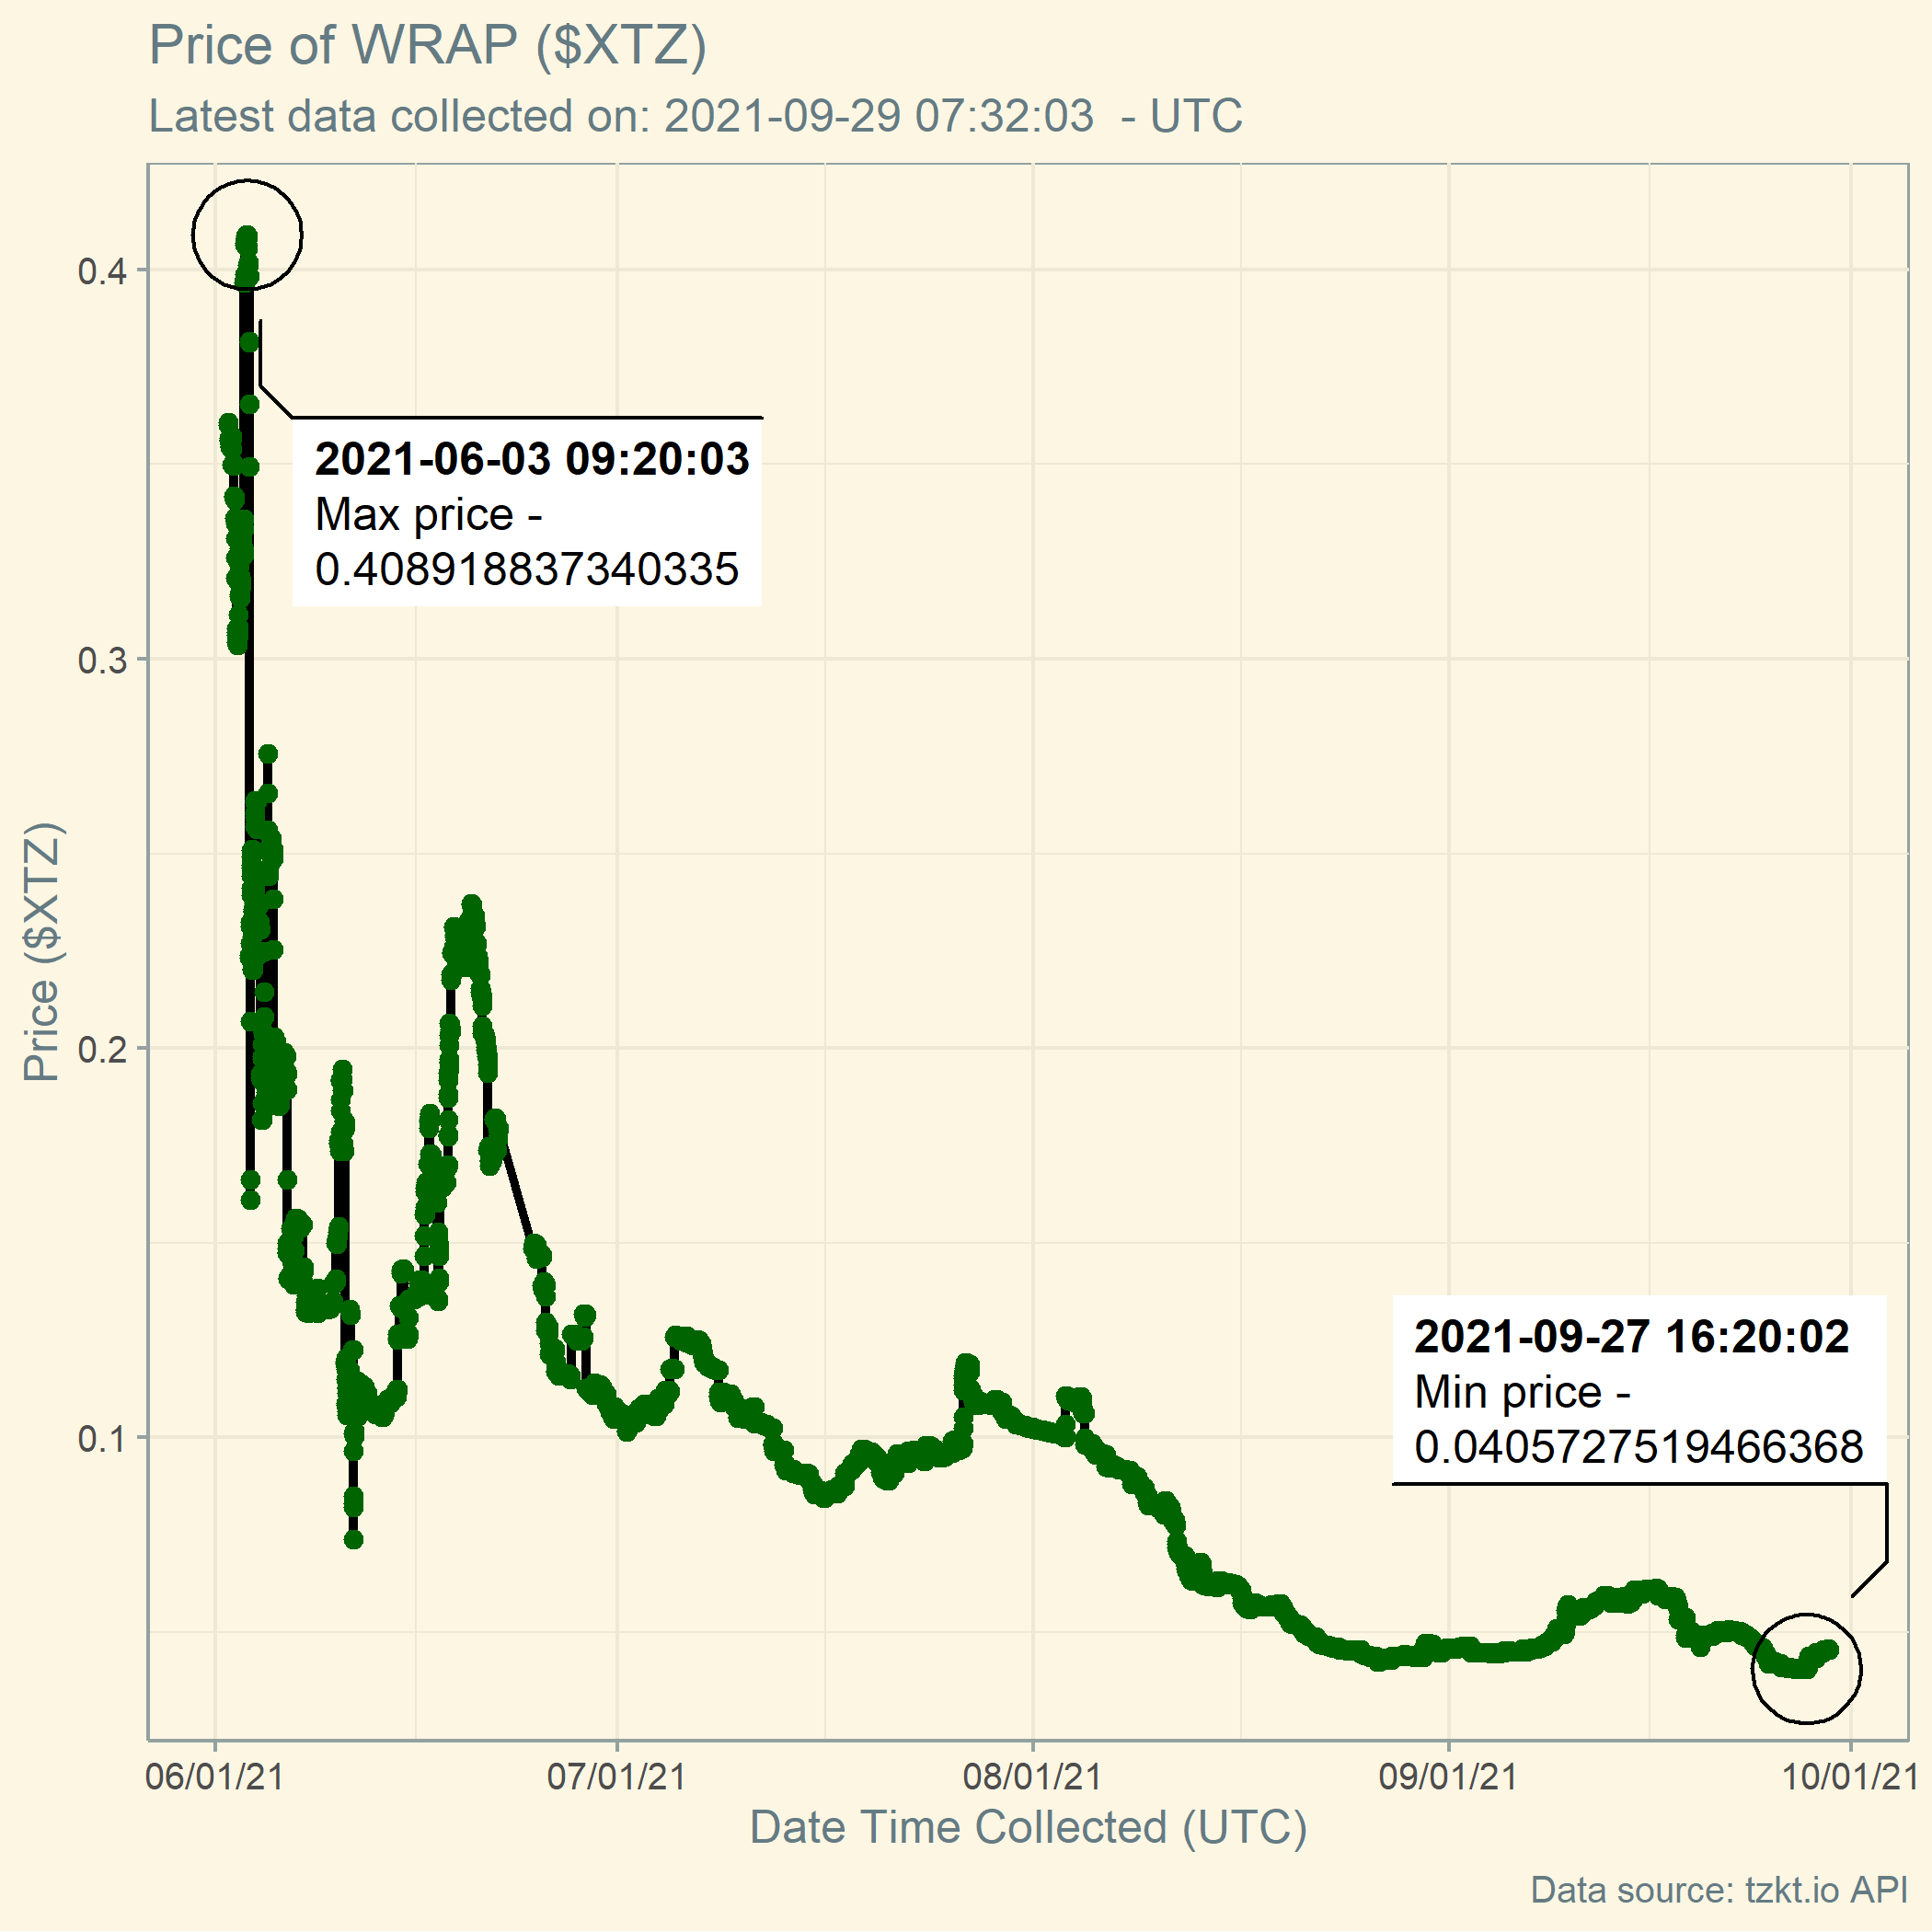 Price of WRAP ($XTZ)
Latest data collected on: 2021-09-29 07:32:03  - UTC
0.4
2021-06-03 09:20:03
Max price -
0.408918837340335
0.3
Price ($XTZ)
0.2
2021-09-27 16:20:02
Min price -
0.0405727519466368
0.1
06/01/21
07/01/21
08/01/21
09/01/21
10/01/21
Date Time Collected (UTC)
Data source: tzkt.io API